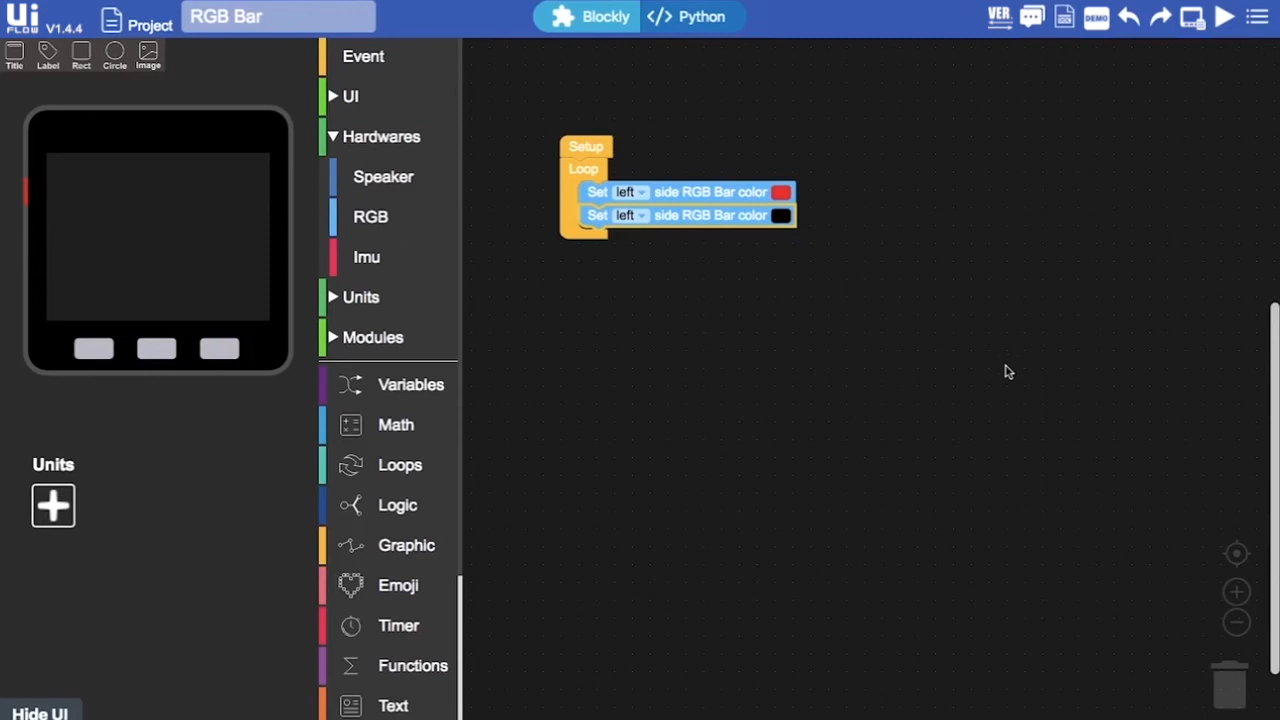 Ui
FLOW V1.4.4
Project
RGB Bar
Blockly
</> Python
VER
DEMO
Title
Label
Rect
Circle
Image
Event
UI
Hardwares
Speaker
RGB
Imu
Units
Modules
Variables
Math
Loops
Logic
Graphic
Emoji
Timer
Functions
Text
Setup
Loop
Set left side RGB Bar color
Set left side RGB Bar color
Units
Hide UI